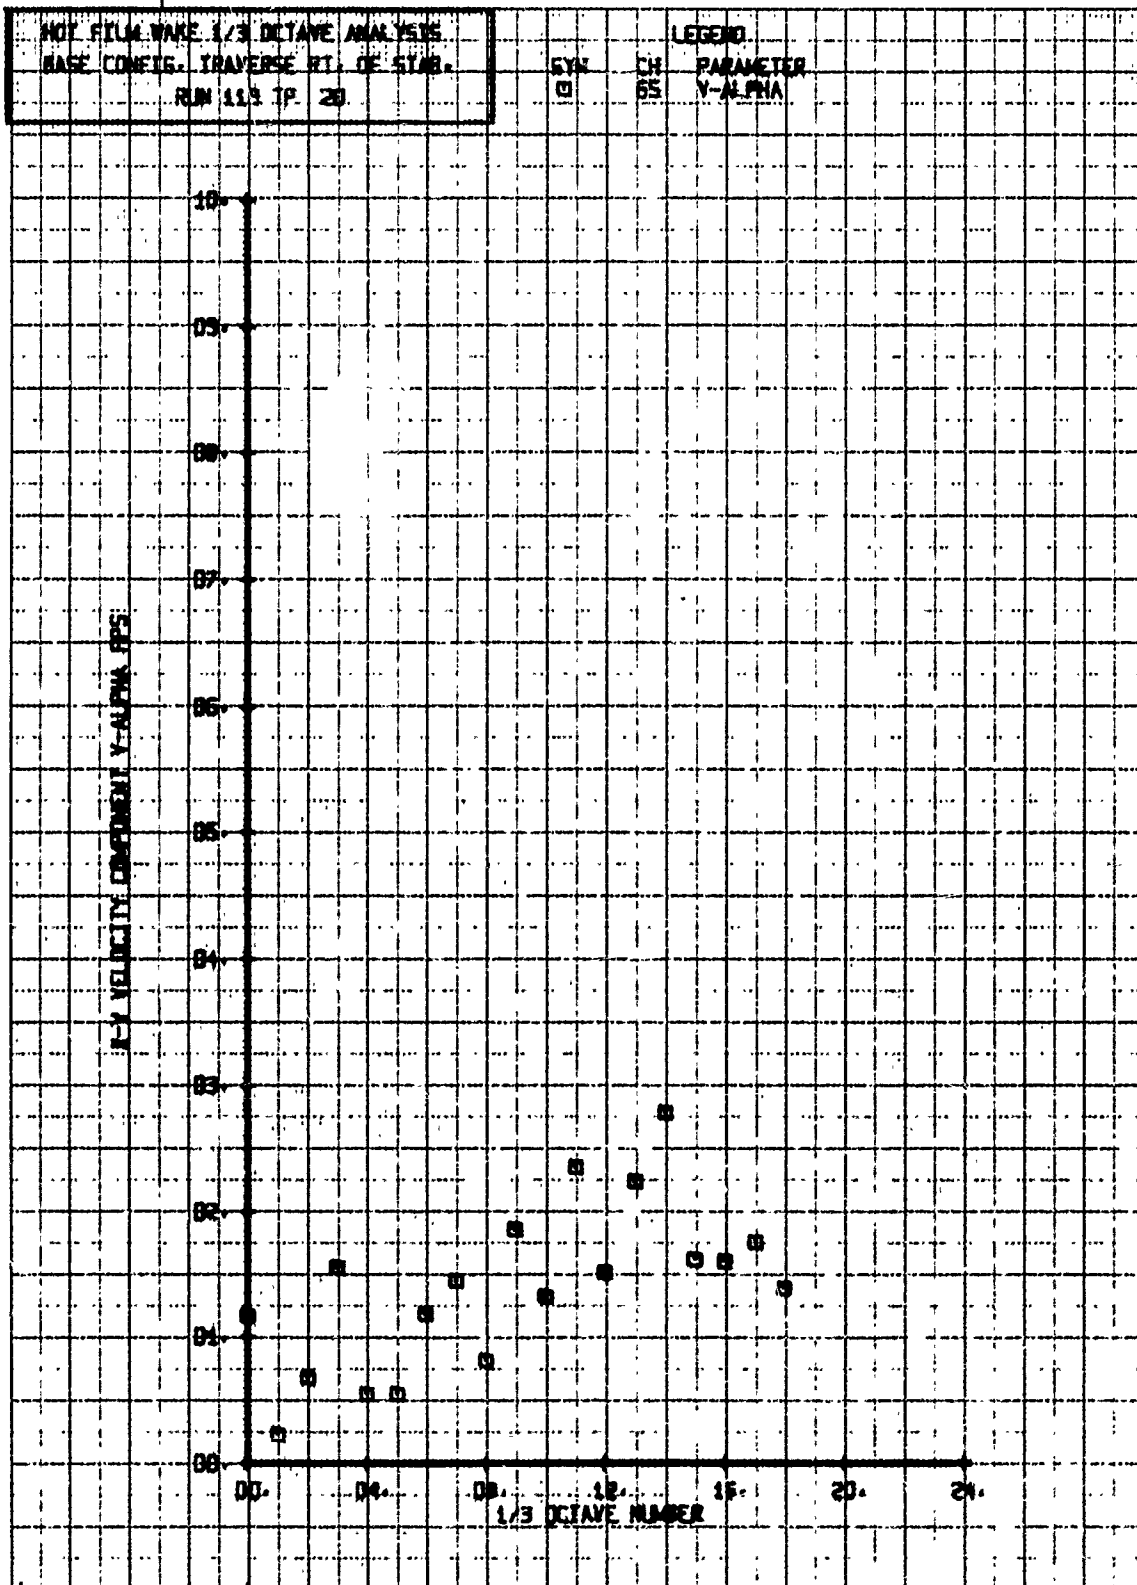 HOT FILM WAKE 1/3 OCTAVE ANALYSIS
BASE CONFIG. TRAVERSE RT. OF STAB.
RUN 119 TP 20
LEGEND
SYM CH PARAMETER
65 V-ALPHA
10.
09.
08.
07.
06.
05.
04.
03.
02.
01.
00.
X-Y VELOCITY COMPONENT V-ALPHA FPS
00. 04. 08. 12. 16. 20. 24.
1/3 OCTAVE NUMBER